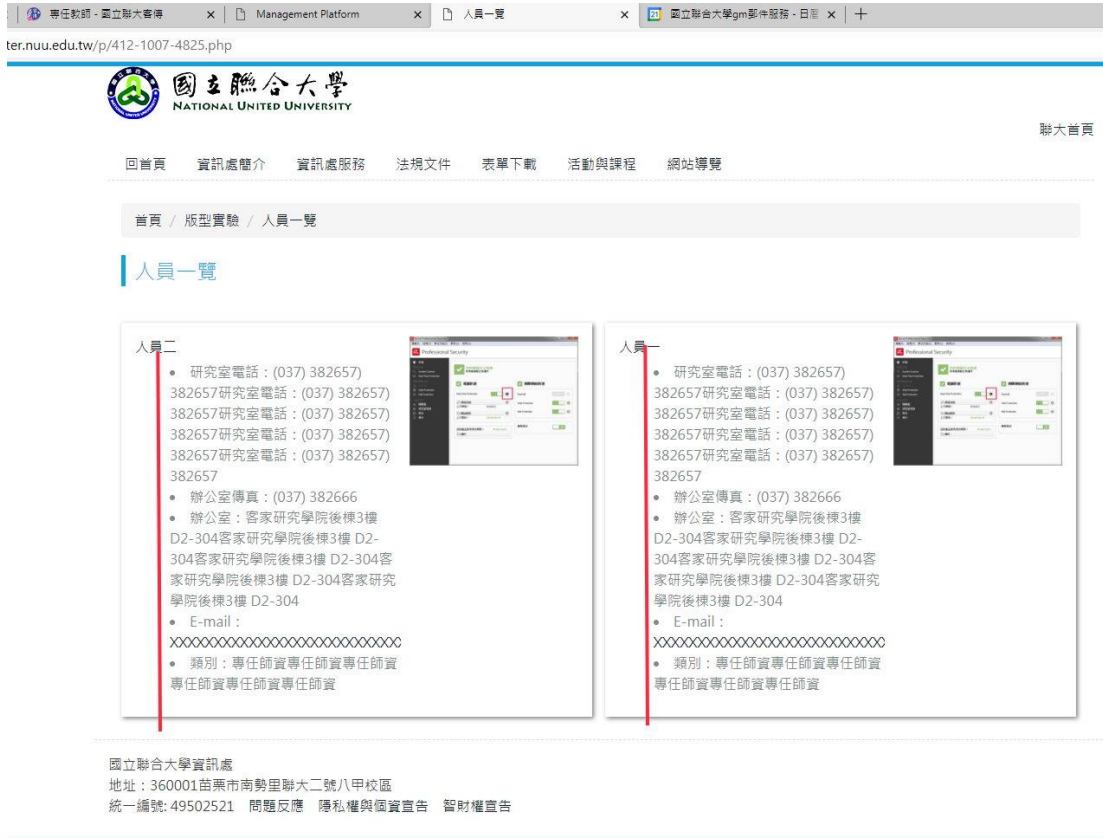 專任教師 - 國立聯大客傳
Management Platform
人員一覽
國立聯合大學gm郵件服務 - 日曆
ter.nuu.edu.tw/p/412-1007-4825.php
國立聯合大學
NATIONAL UNITED UNIVERSITY
聯大首頁
回首頁 資訊處簡介 資訊處服務 法規文件 表單下載 活動與課程 網站導覽
首頁 / 版型實驗 / 人員一覽
人員一覽
人員二
研究室電話：(037) 382657)
382657研究室電話：(037) 382657)
382657研究室電話：(037) 382657)
382657研究室電話：(037) 382657)
382657研究室電話：(037) 382657)
382657
辦公室傳真：(037) 382666
辦公室：客家研究學院後棟3樓
D2-304客家研究學院後棟3樓 D2-
304客家研究學院後棟3樓 D2-304客
家研究學院後棟3樓 D2-304客家研究
學院後棟3樓 D2-304
E-mail：
XXXXXXXXXXXXXXXXXXXXXXXXXX
類別：專任師資專任師資專任師資
專任師資專任師資專任師資
Professional Security
人員一
研究室電話：(037) 382657)
382657研究室電話：(037) 382657)
382657研究室電話：(037) 382657)
382657研究室電話：(037) 382657)
382657研究室電話：(037) 382657)
382657
辦公室傳真：(037) 382666
辦公室：客家研究學院後棟3樓
D2-304客家研究學院後棟3樓 D2-
304客家研究學院後棟3樓 D2-304客
家研究學院後棟3樓 D2-304客家研究
學院後棟3樓 D2-304
E-mail：
XXXXXXXXXXXXXXXXXXXXXXXXXX
類別：專任師資專任師資專任師資
專任師資專任師資專任師資
Professional Security
國立聯合大學資訊處
地址：360001苗栗市南勢里聯大二號八甲校區
統一編號: 49502521 問題反應 隱私權與個資宣告 智財權宣告